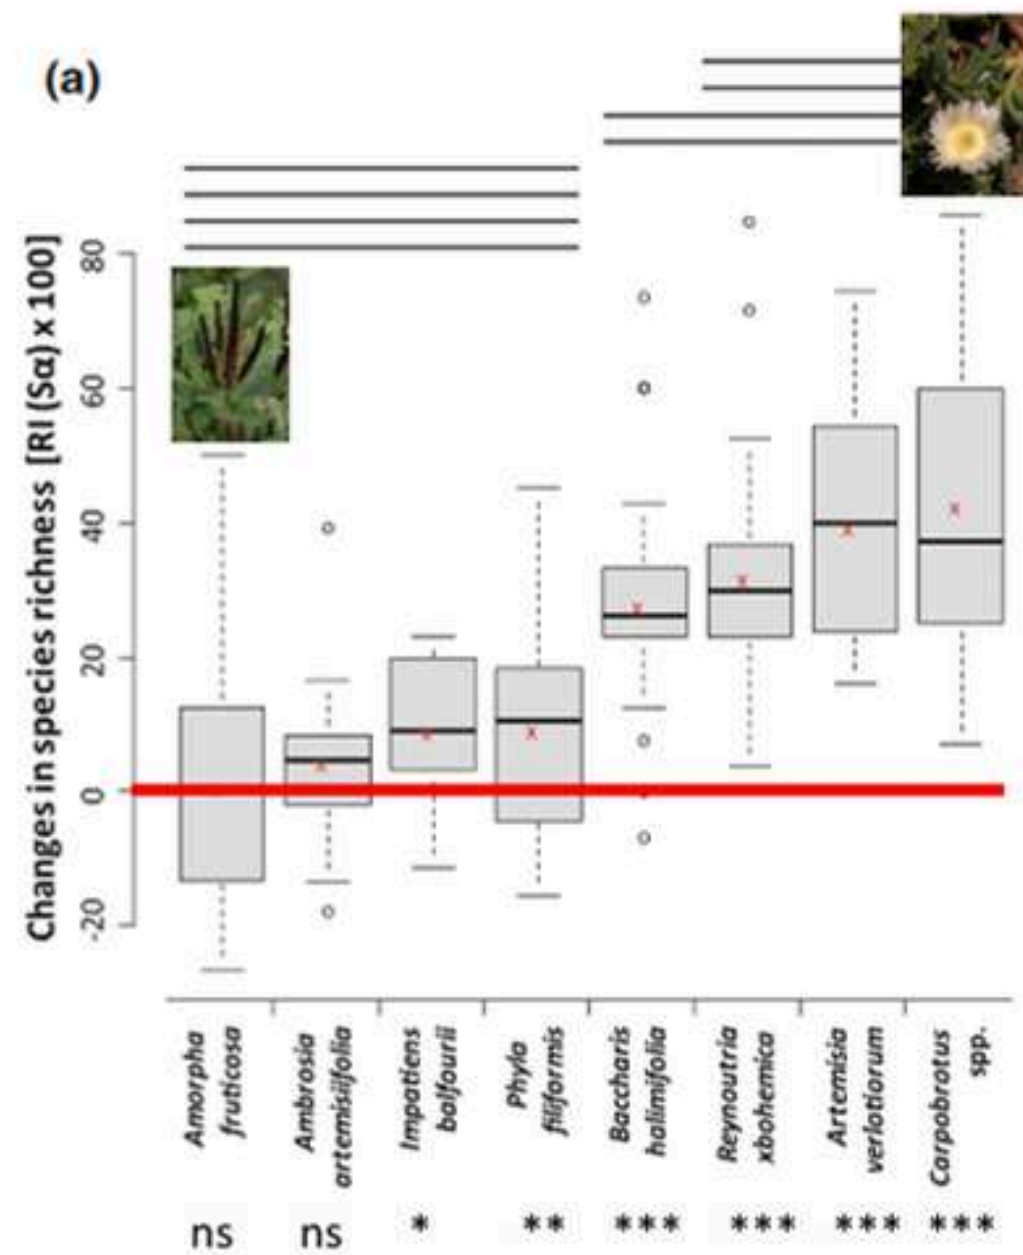 (a)
Changes in species richness [RI (Sα) x 100]
80
60
40
20
0
-20
Amorpha
fruticosa
Ambrosia
artemisiifolia
Impatiens
balfourii
Phyla
filiformis
Baccharis
halimifolia
Reynoutria
xbohemica
Artemisia
verlotiorum
Carpobrotus
spp.
ns
ns
*
**
***
***
***
***